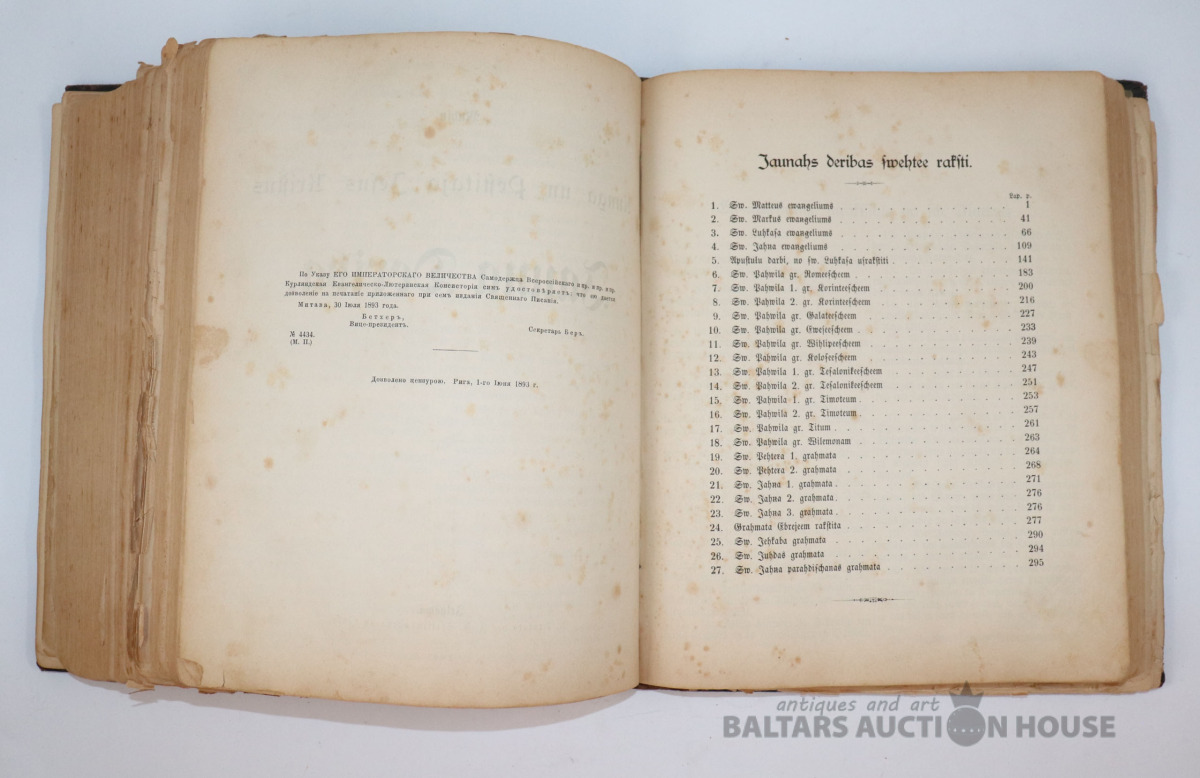 По Указу ЕГО ИМПЕРАТОРСКАГО ВЕЛИЧЕСТВА Самодержца Всероссійскаго и пр. и пр. и пр.
Курляндская Евангелическо-Лютеранская Консисторія симъ удостовѣряетъ, что ею дается
дозволеніе на печатаніе приложеннаго при семъ изданія Священнаго Писанія.
Митава, 30 Іюля 1893 года.
Бетхеръ,
Вице-президентъ.
Секретарь Беръ.
№ 4434.
(М. П.)
Дозволено цензурою. Рига, 1-го Іюня 1893 г.
Jaunahs deribas ſwehtee rakſti.
Lap. p.
1. Sw. Matteus ewangeliums 1
2. Sw. Markus ewangeliums 41
3. Sw. Luhkaſa ewangeliums 66
4. Sw. Jahna ewangeliums 109
5. Apuſtulu darbi, no ſw. Luhkaſa uſrakſtiti 141
6. Sw. Pahwila gr. Romeeſcheem 183
7. Sw. Pahwila 1. gr. Korinteeſcheem 200
8. Sw. Pahwila 2. gr. Korinteeſcheem 216
9. Sw. Pahwila gr. Galateeſcheem 227
10. Sw. Pahwila gr. Eweſeeſcheem 233
11. Sw. Pahwila gr. Wihlipeeſcheem 239
12. Sw. Pahwila gr. Koloſeeſcheem 243
13. Sw. Pahwila 1. gr. Teſalonikeeſcheem 247
14. Sw. Pahwila 2. gr. Teſalonikeeſcheem 251
15. Sw. Pahwila 1. gr. Timoteum 253
16. Sw. Pahwila 2. gr. Timoteum 257
17. Sw. Pahwila gr. Titum 261
18. Sw. Pahwila gr. Wilemonam 263
19. Sw. Pehtera 1. grahmata 264
20. Sw. Pehtera 2. grahmata 268
21. Sw. Jahna 1. grahmata 271
22. Sw. Jahna 2. grahmata 276
23. Sw. Jahna 3. grahmata 276
24. Grahmata Ebrejeem rakſtita 277
25. Sw. Jehkaba grahmata 290
26. Sw. Juhdas grahmata 294
27. Sw. Jahna parahdiſchanas grahmata 295
antiques and art
BALTARS AUCTION HOUSE